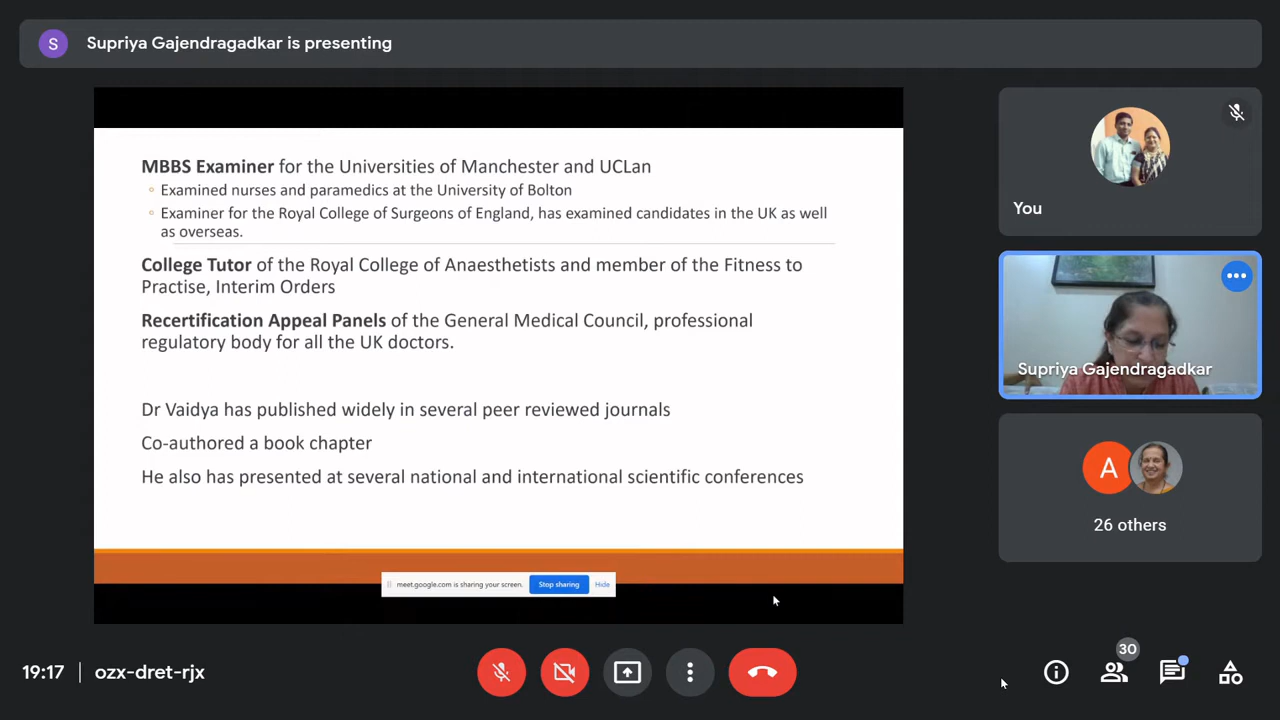 S
Supriya Gajendragadkar is presenting
MBBS Examiner for the Universities of Manchester and UCLan
Examined nurses and paramedics at the University of Bolton
Examiner for the Royal College of Surgeons of England, has examined candidates in the UK as well
as overseas.
College Tutor of the Royal College of Anaesthetists and member of the Fitness to
Practise, Interim Orders
Recertification Appeal Panels of the General Medical Council, professional
regulatory body for all the UK doctors.
Dr Vaidya has published widely in several peer reviewed journals
Co-authored a book chapter
He also has presented at several national and international scientific conferences
meet.google.com is sharing your screen.
Stop sharing
Hide
You
Supriya Gajendragadkar
A
26 others
19:17
ozx-dret-rjx
30